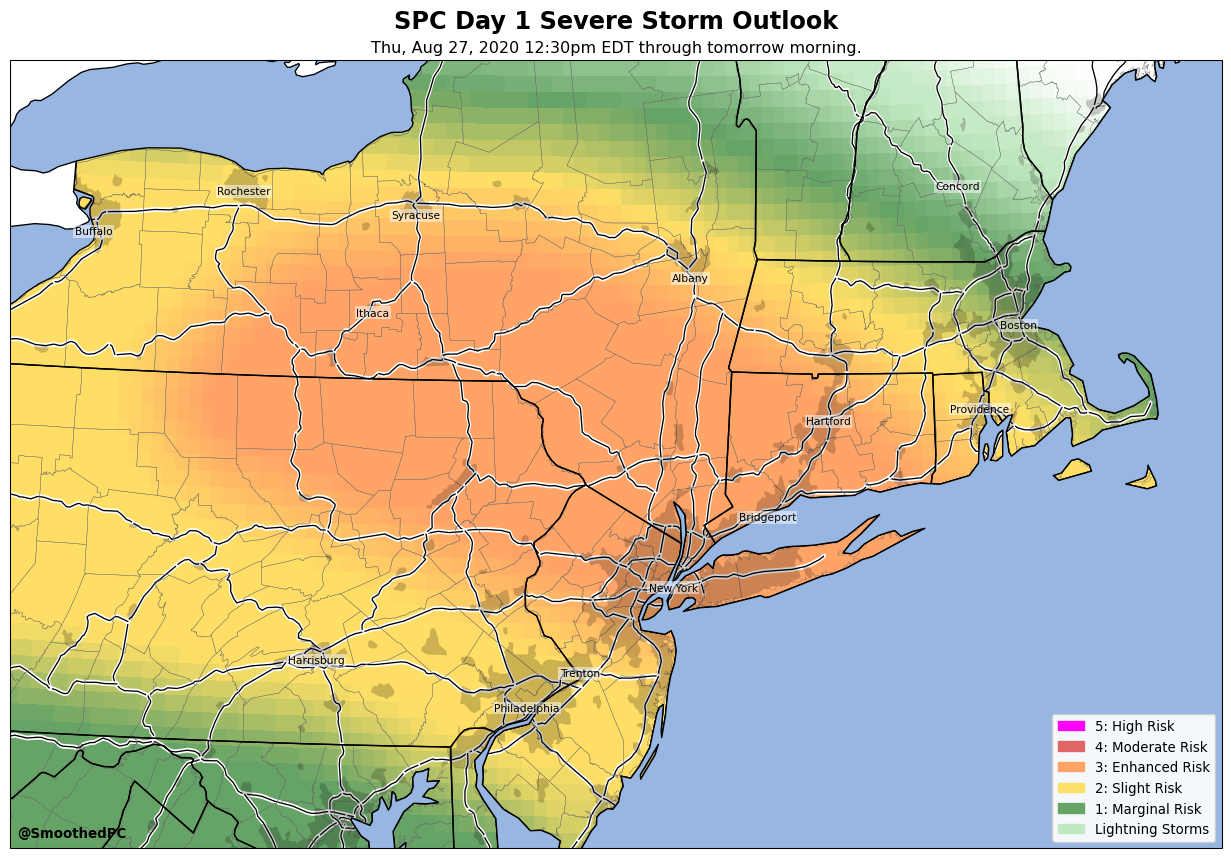 SPC Day 1 Severe Storm Outlook
Thu, Aug 27, 2020 12:30pm EDT through tomorrow morning.
Rochester
Concord
Syracuse
Buffalo
Albany
Ithaca
Boston
Providence
Hartford
Bridgeport
New York
Harrisburg
Trenton
Philadelphia
5: High Risk
4: Moderate Risk
3: Enhanced Risk
2: Slight Risk
1: Marginal Risk
Lightning Storms
@SmoothedPC